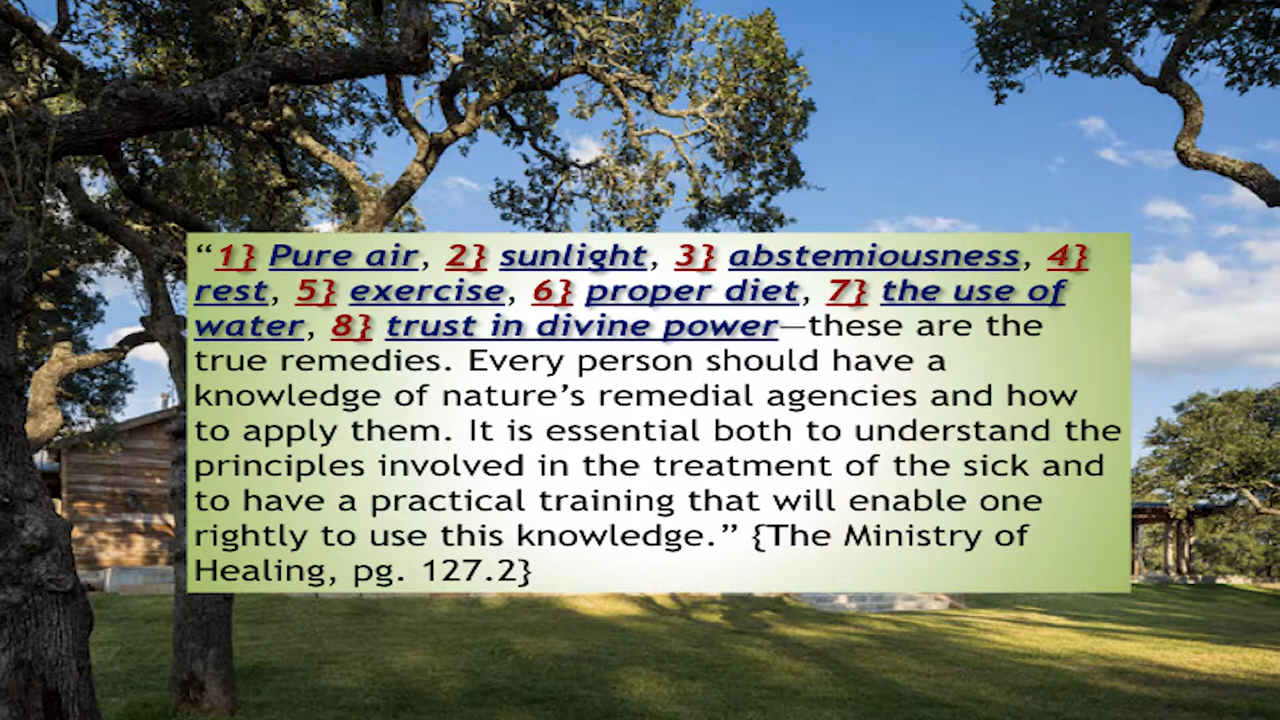 “1} Pure air, 2} sunlight, 3} abstemiousness, 4}
rest, 5} exercise, 6} proper diet, 7} the use of
water, 8} trust in divine power—these are the
true remedies. Every person should have a
knowledge of nature’s remedial agencies and how
to apply them. It is essential both to understand the
principles involved in the treatment of the sick and
to have a practical training that will enable one
rightly to use this knowledge.” {The Ministry of
Healing, pg. 127.2}